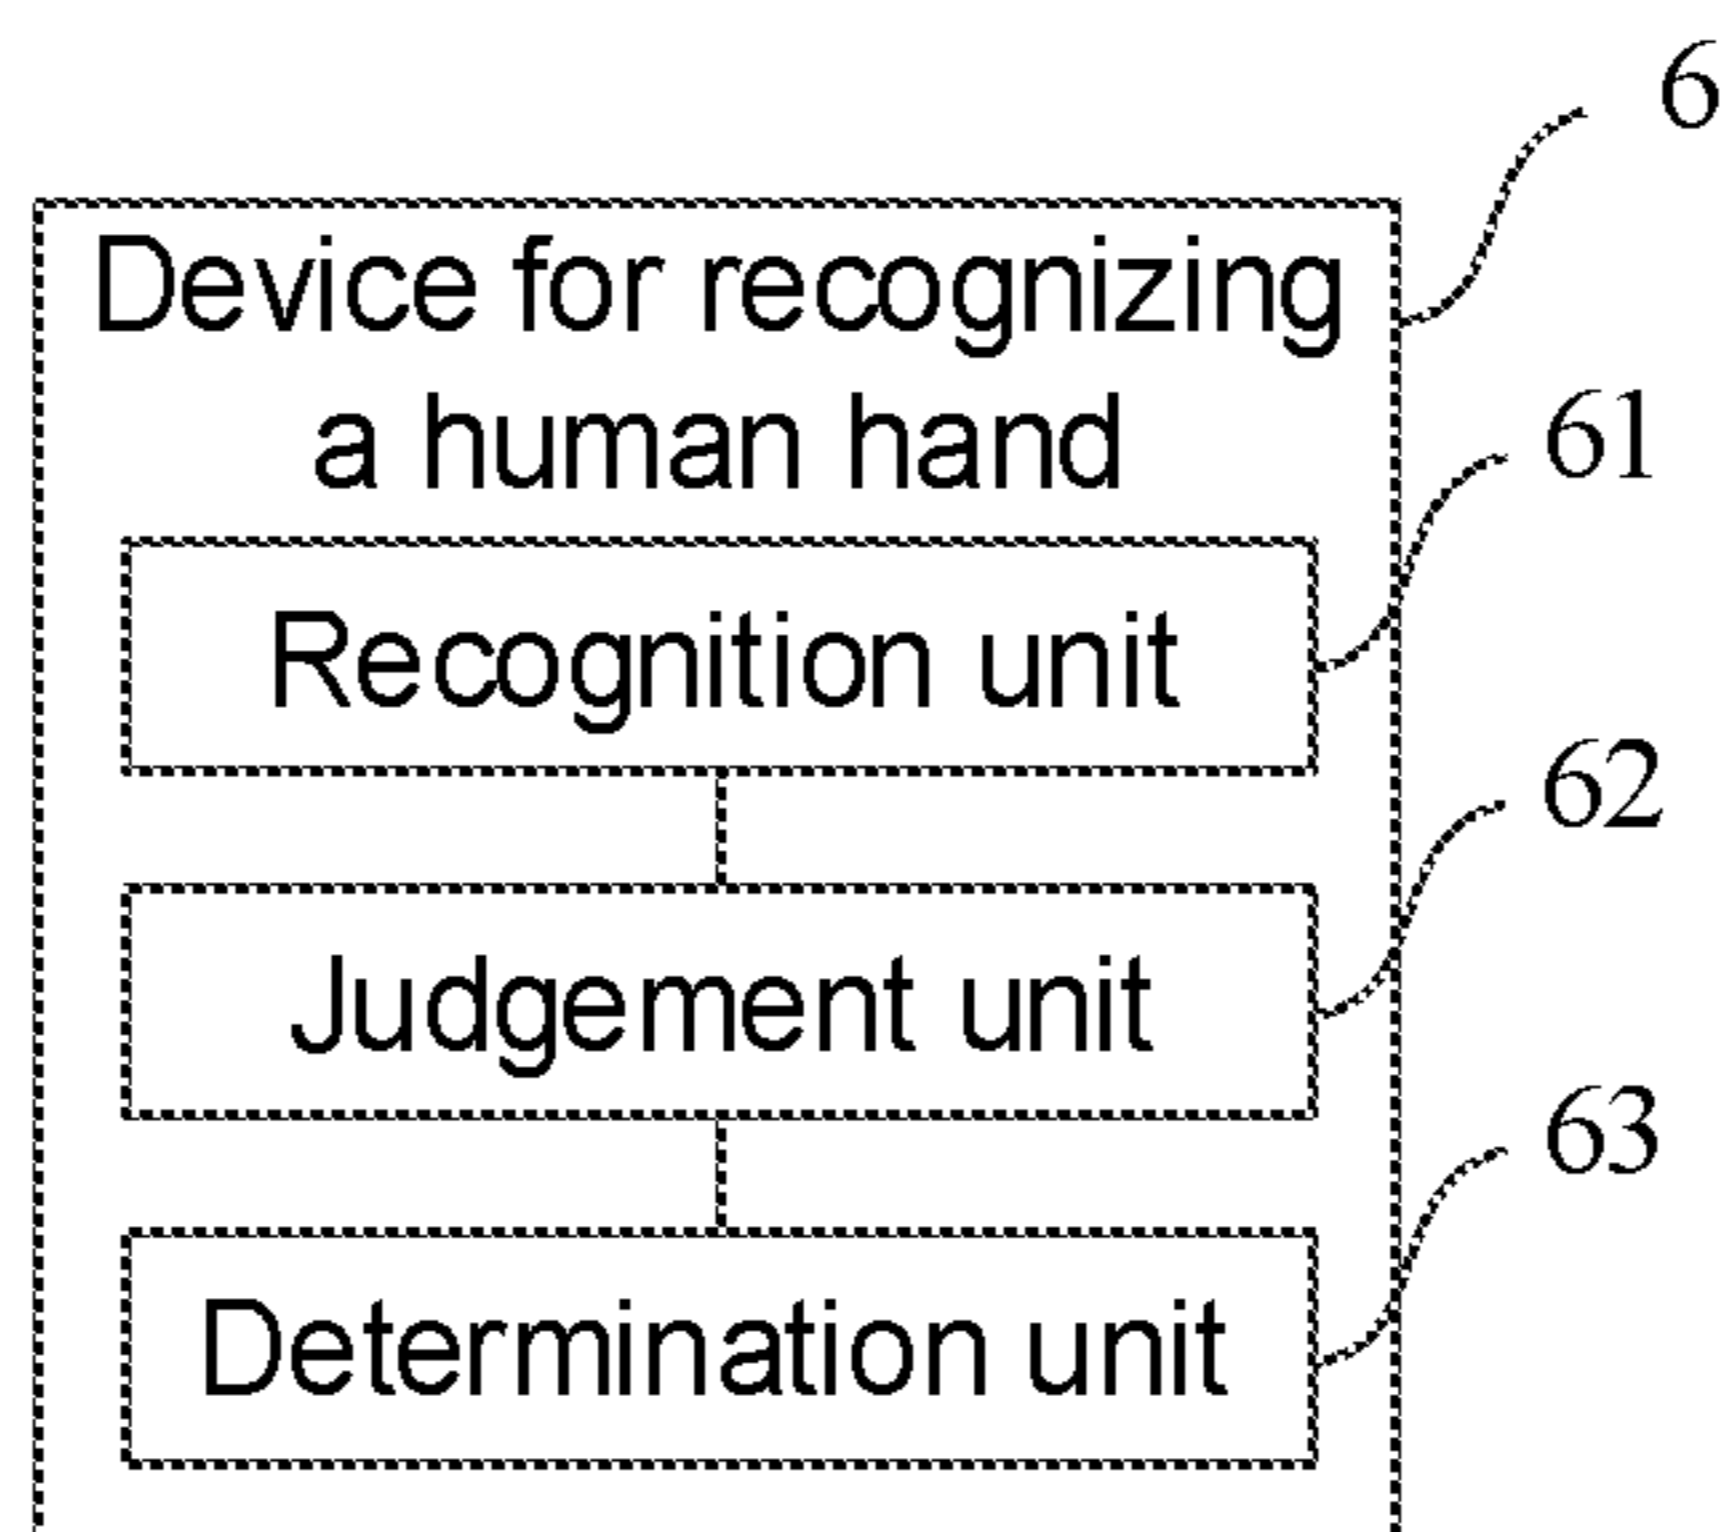 6
Device for recognizing
a human hand
61
Recognition unit
62
Judgement unit
63
Determination unit